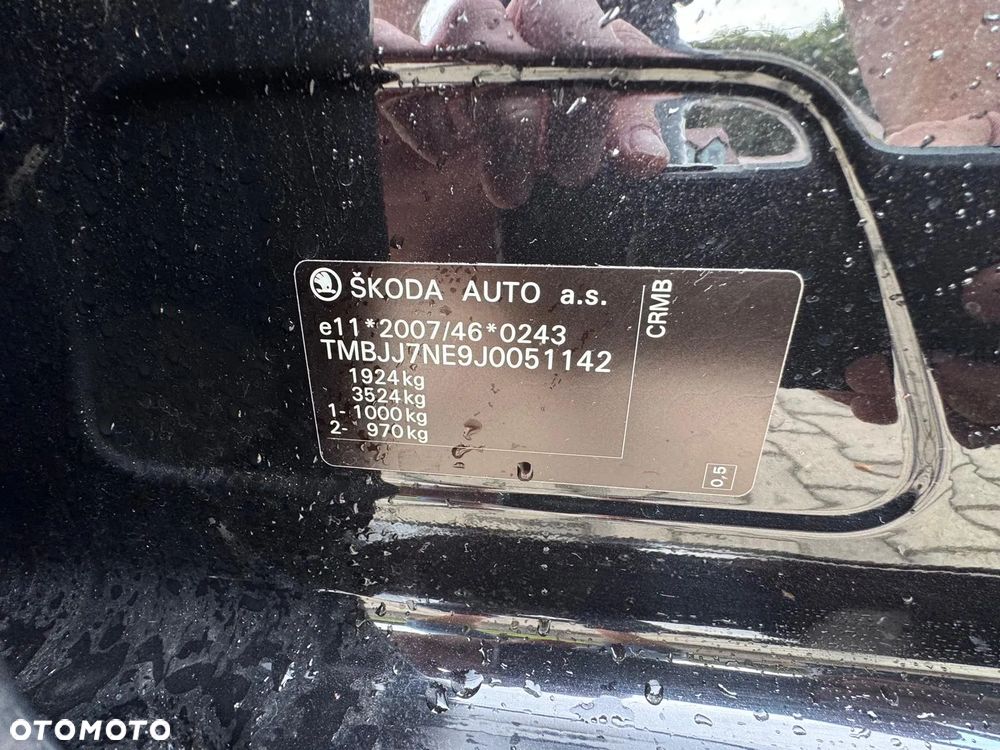 ŠKODA AUTO a.s.
e11*2007/46*0243
TMBJJ7NE9J0051142
1924kg
3524kg
1- 1000kg
2- 970kg
CRMB
0,5
OTOMOTO